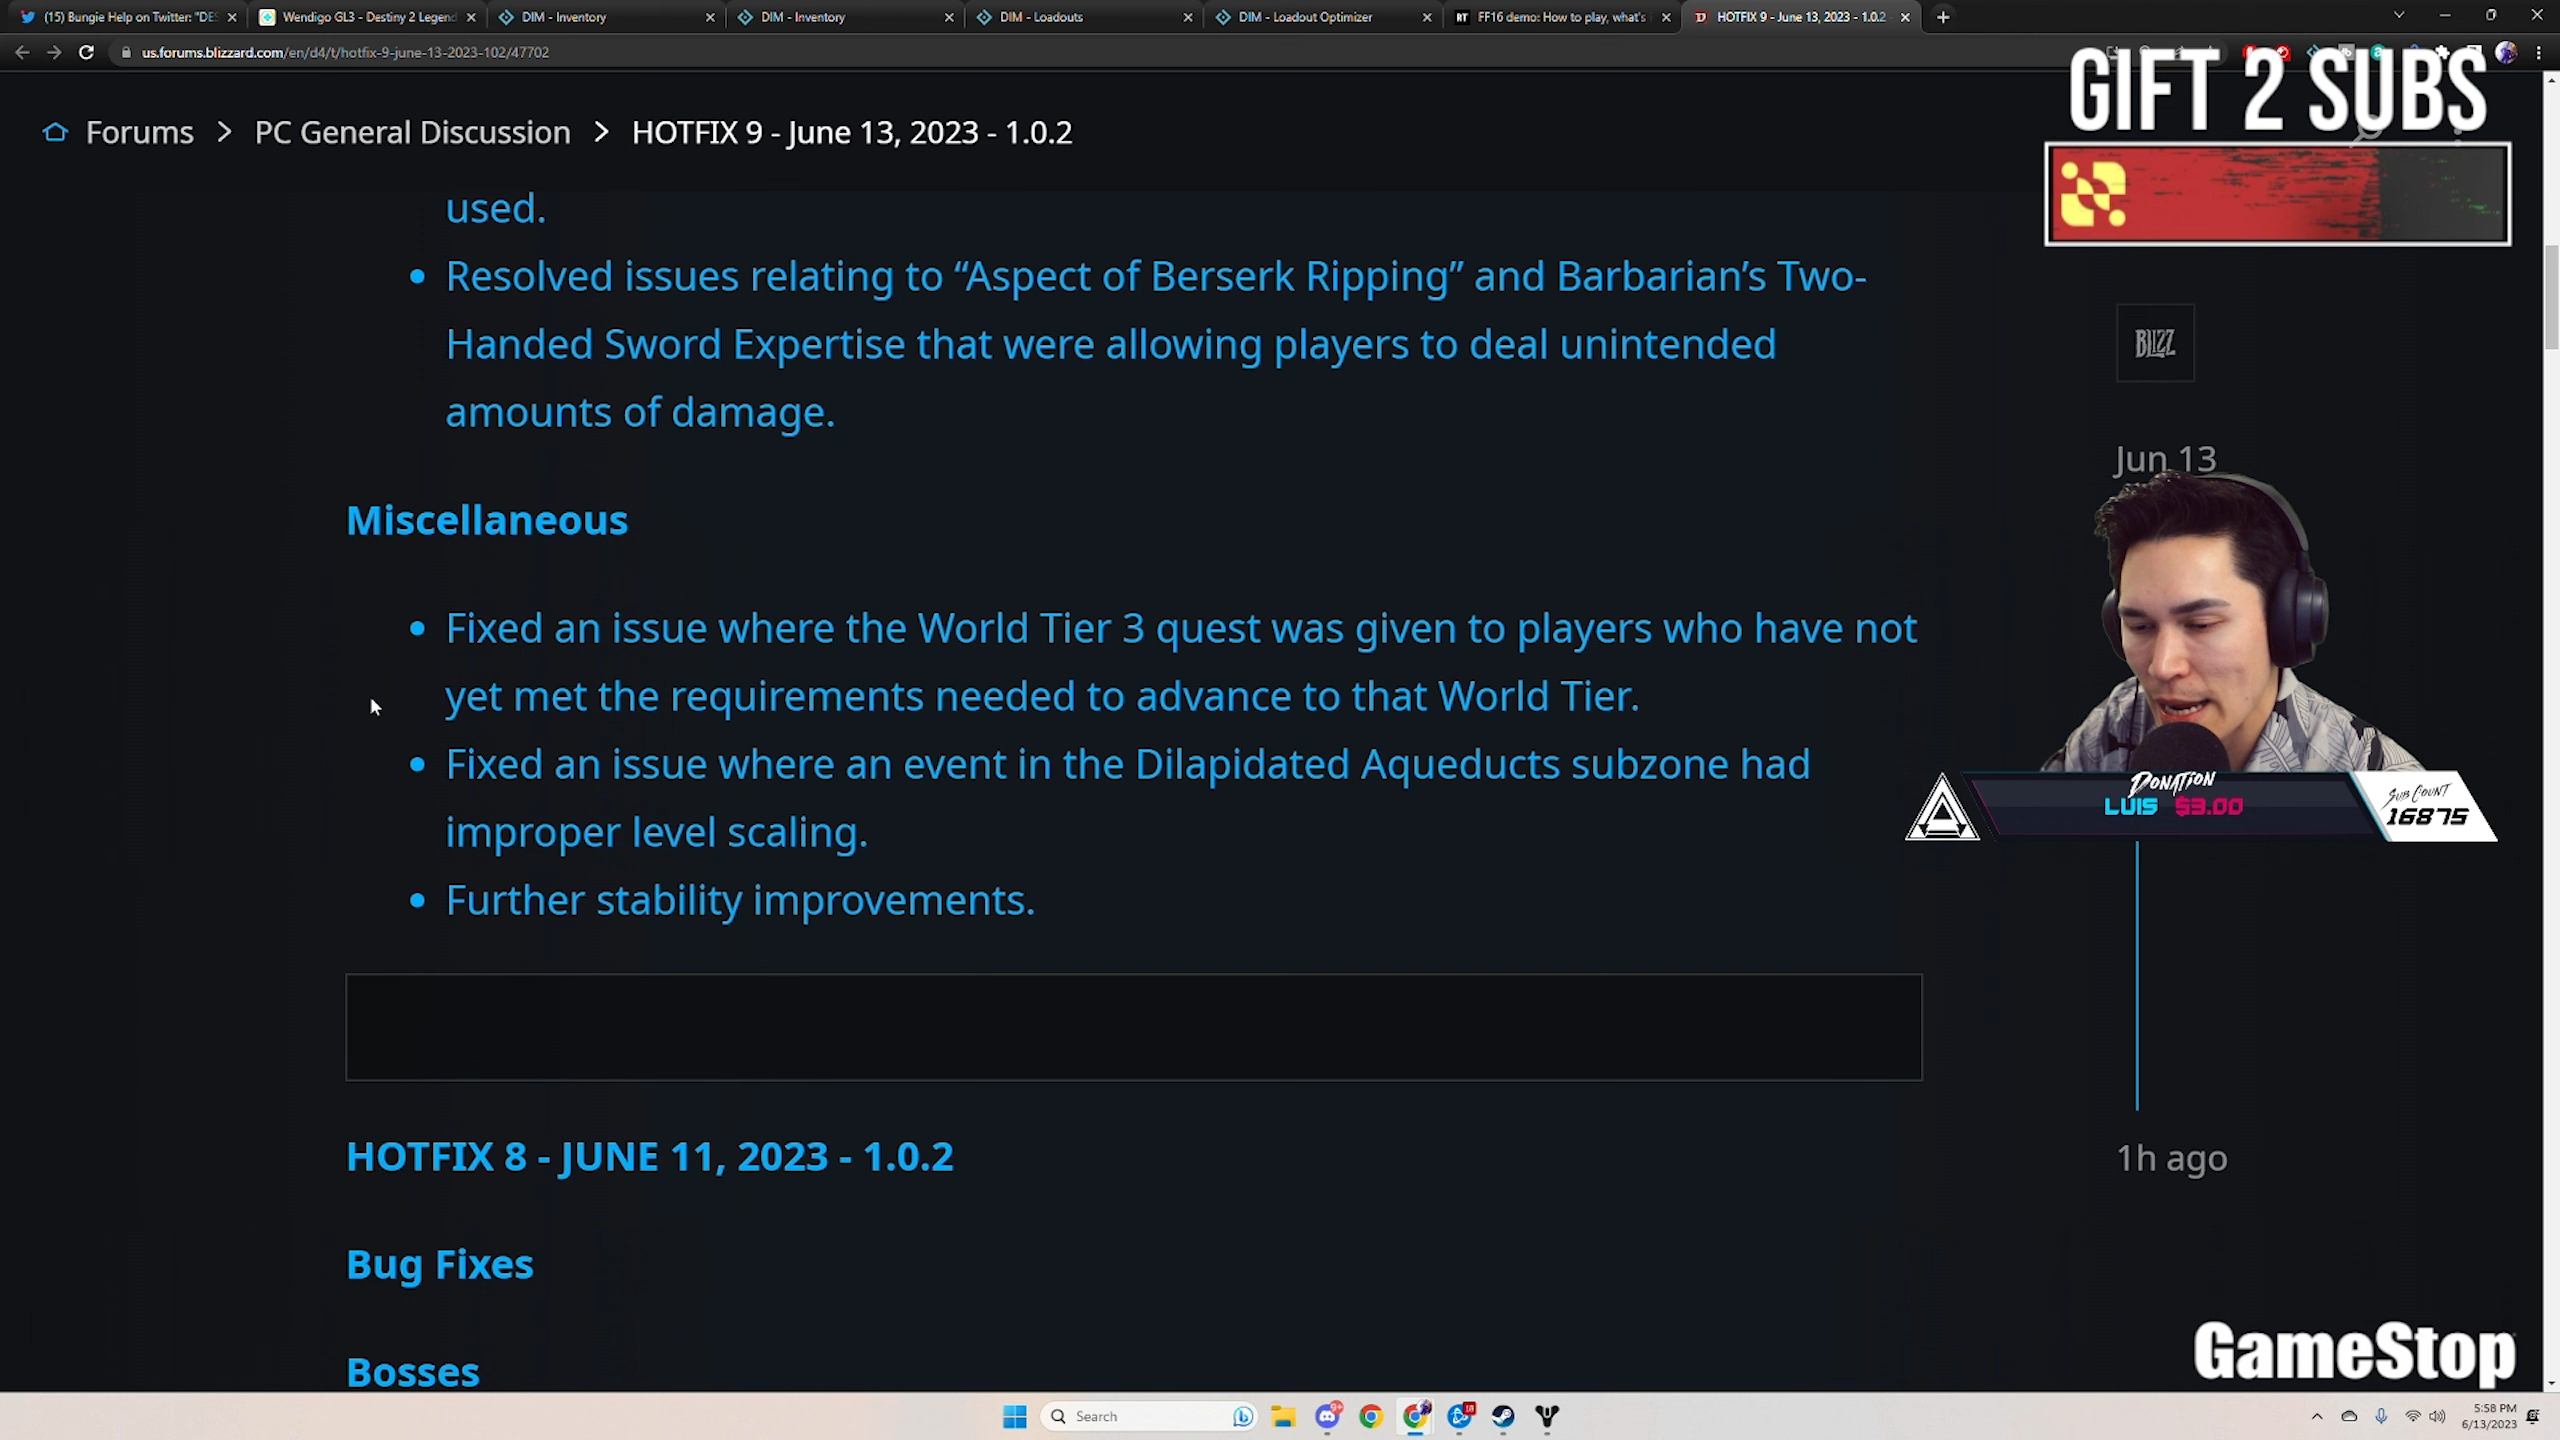 (15) Bungie Help on Twitter: "DES
Wendigo GL3 - Destiny 2 Legend
DIM - Inventory
DIM - Inventory
DIM - Loadouts
DIM - Loadout Optimizer
RT
FF16 demo: How to play, what's
HOTFIX 9 - June 13, 2023 - 1.0.2
us.forums.blizzard.com/en/d4/t/hotfix-9-june-13-2023-102/47702
GIFT 2 SUBS
Forums > PC General Discussion > HOTFIX 9 - June 13, 2023 - 1.0.2
used.
Resolved issues relating to “Aspect of Berserk Ripping” and Barbarian’s Two-
Handed Sword Expertise that were allowing players to deal unintended
amounts of damage.
BLIZZ
Jun 13
Miscellaneous
Fixed an issue where the World Tier 3 quest was given to players who have not
yet met the requirements needed to advance to that World Tier.
Fixed an issue where an event in the Dilapidated Aqueducts subzone had
improper level scaling.
Further stability improvements.
DONATION
LUIS $3.00
SUB COUNT
16875
HOTFIX 8 - JUNE 11, 2023 - 1.0.2
1h ago
Bug Fixes
Bosses
GameStop
Search
9+
18
5:58 PM
6/13/2023